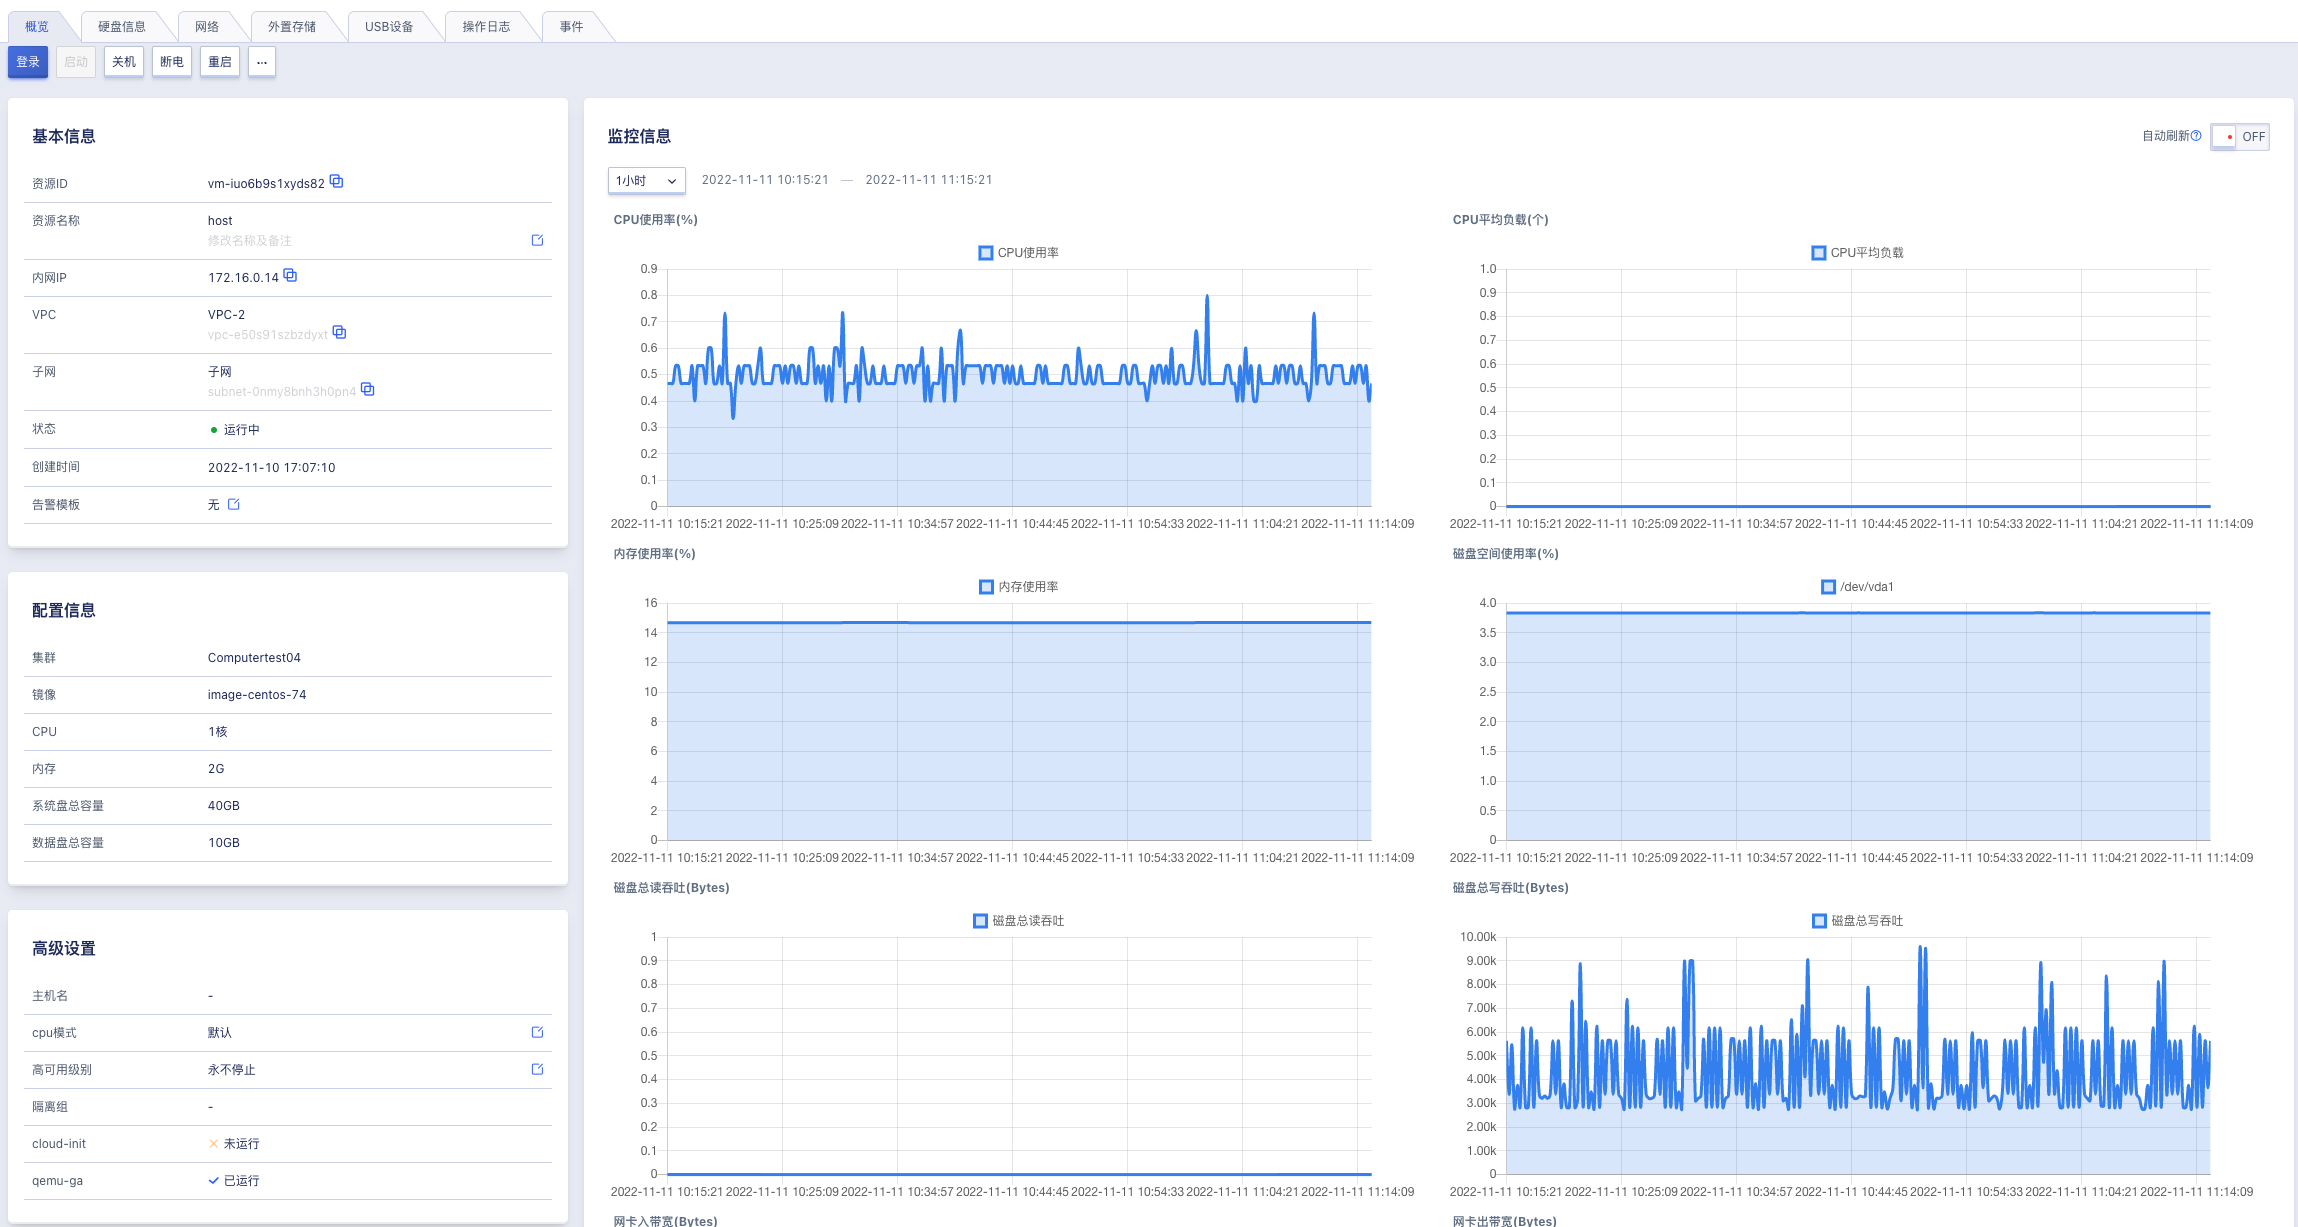 概览 硬盘信息 网络 外置存储 USB设备 操作日志 事件
登录 启动 关机 断电 重启 ...
基本信息
资源ID vm-iuo6b9s1xyds82
资源名称 host
修改名称及备注
内网IP 172.16.0.14
VPC VPC-2
vpc-e50s91szbzdyxt
子网 子网
subnet-0nmy8bnh3h0pn4
状态 运行中
创建时间 2022-11-10 17:07:10
告警模板 无
配置信息
集群 Computertest04
镜像 image-centos-74
CPU 1核
内存 2G
系统盘总容量 40GB
数据盘总容量 10GB
高级设置
主机名 -
cpu模式 默认
高可用级别 永不停止
隔离组 -
cloud-init 未运行
qemu-ga 已运行
监控信息
自动刷新 OFF
1小时 2022-11-11 10:15:21 — 2022-11-11 11:15:21
CPU使用率(%)
CPU使用率
0.9
0.8
0.7
0.6
0.5
0.4
0.3
0.2
0.1
0
2022-11-11 10:15:21 2022-11-11 10:25:09 2022-11-11 10:34:57 2022-11-11 10:44:45 2022-11-11 10:54:33 2022-11-11 11:04:21 2022-11-11 11:14:09
CPU平均负载(个)
CPU平均负载
1.0
0.9
0.8
0.7
0.6
0.5
0.4
0.3
0.2
0.1
0
2022-11-11 10:15:21 2022-11-11 10:25:09 2022-11-11 10:34:57 2022-11-11 10:44:45 2022-11-11 10:54:33 2022-11-11 11:04:21 2022-11-11 11:14:09
内存使用率(%)
内存使用率
16
14
12
10
8
6
4
2
0
2022-11-11 10:15:21 2022-11-11 10:25:09 2022-11-11 10:34:57 2022-11-11 10:44:45 2022-11-11 10:54:33 2022-11-11 11:04:21 2022-11-11 11:14:09
磁盘空间使用率(%)
/dev/vda1
4.0
3.5
3.0
2.5
2.0
1.5
1.0
0.5
0
2022-11-11 10:15:21 2022-11-11 10:25:09 2022-11-11 10:34:57 2022-11-11 10:44:45 2022-11-11 10:54:33 2022-11-11 11:04:21 2022-11-11 11:14:09
磁盘总读吞吐(Bytes)
磁盘总读吞吐
1
0.9
0.8
0.7
0.6
0.5
0.4
0.3
0.2
0.1
0
2022-11-11 10:15:21 2022-11-11 10:25:09 2022-11-11 10:34:57 2022-11-11 10:44:45 2022-11-11 10:54:33 2022-11-11 11:04:21 2022-11-11 11:14:09
磁盘总写吞吐(Bytes)
磁盘总写吞吐
10.00k
9.00k
8.00k
7.00k
6.00k
5.00k
4.00k
3.00k
2.00k
1.00k
0
2022-11-11 10:15:21 2022-11-11 10:25:09 2022-11-11 10:34:57 2022-11-11 10:44:45 2022-11-11 10:54:33 2022-11-11 11:04:21 2022-11-11 11:14:09
网卡入带宽(Bytes)
网卡出带宽(Bytes)